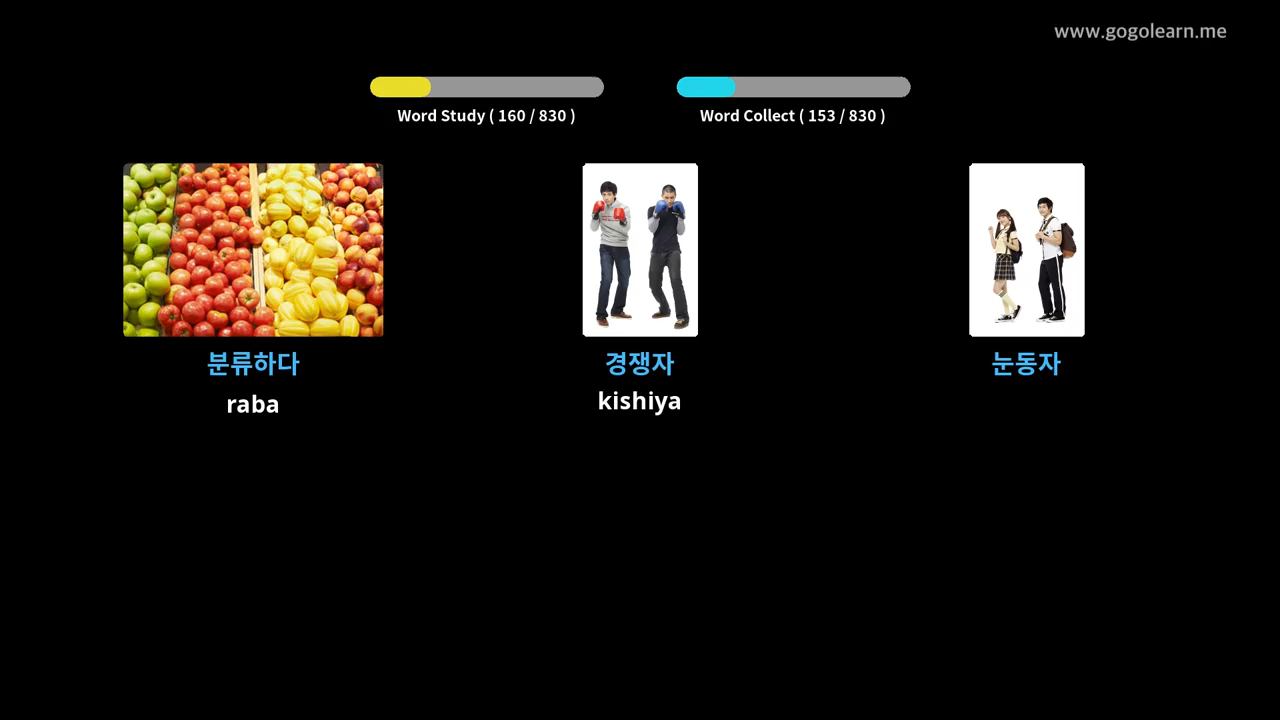 www.gogolearn.me
Word Study ( 160 / 830 )
Word Collect ( 153 / 830 )
분류하다
raba
경쟁자
kishiya
눈동자